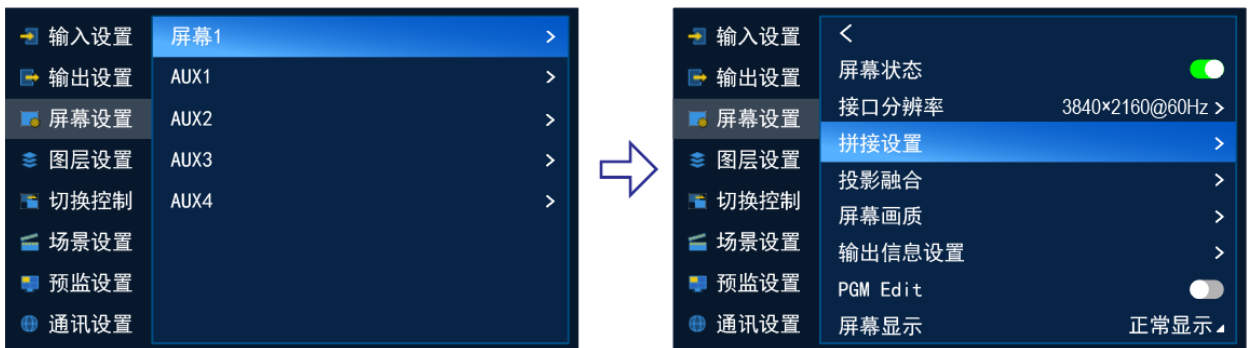 输入设置
输出设置
屏幕设置
图层设置
切换控制
场景设置
预监设置
通讯设置
屏幕1 >
AUX1 >
AUX2 >
AUX3 >
AUX4 >
输入设置
输出设置
屏幕设置
图层设置
切换控制
场景设置
预监设置
通讯设置
<
屏幕状态
接口分辨率 3840×2160@60Hz >
拼接设置 >
投影融合 >
屏幕画质 >
输出信息设置 >
PGM Edit
屏幕显示 正常显示